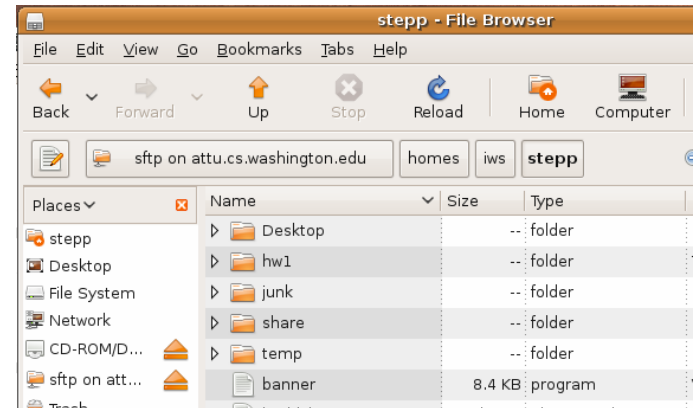 stepp - File Browser
File Edit View Go Bookmarks Tabs Help
Back Forward Up Stop Reload Home Computer
sftp on attu.cs.washington.edu homes iws stepp
Places Name Size Type
stepp Desktop -- folder
Desktop hw1 -- folder
File System junk -- folder
Network share -- folder
CD-ROM/D... temp -- folder
sftp on att... banner 8.4 KB program
Trash